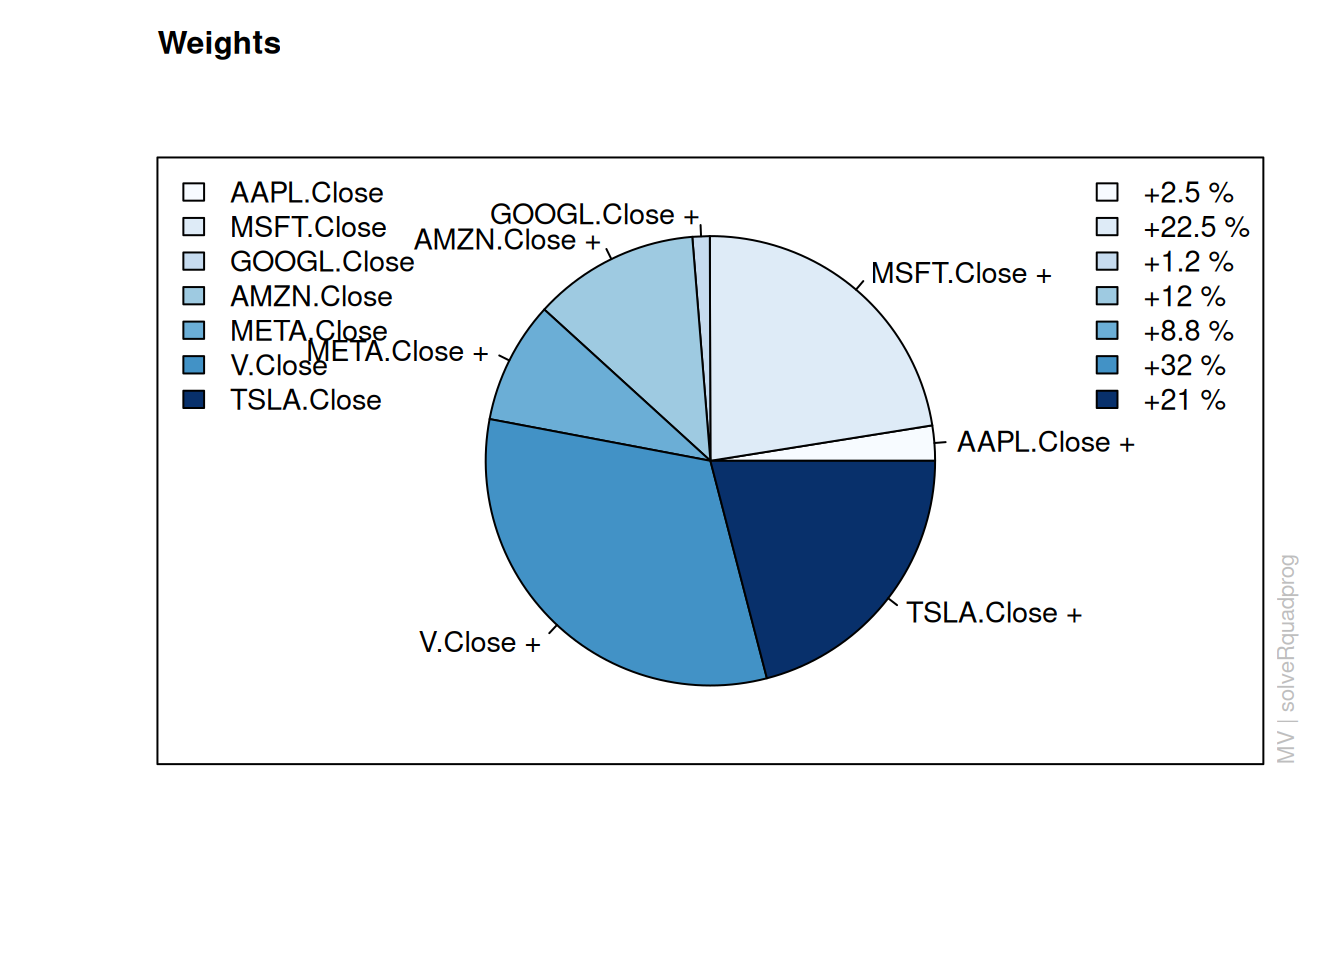 Weights
AAPL.Close
MSFT.Close
GOOGL.Close
AMZN.Close
META.Close
V.Close
TSLA.Close
GOOGL.Close +
AMZN.Close +
META.Close +
V.Close +
MSFT.Close +
AAPL.Close +
TSLA.Close +
+2.5 %
+22.5 %
+1.2 %
+12 %
+8.8 %
+32 %
+21 %
MV | solveRquadprog